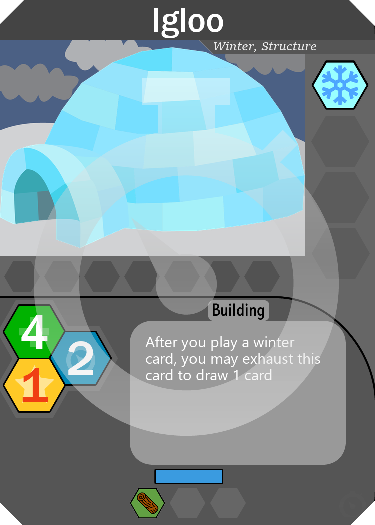 Igloo
Winter, Structure
Building
4
2
1
After you play a winter
card, you may exhaust this
card to draw 1 card